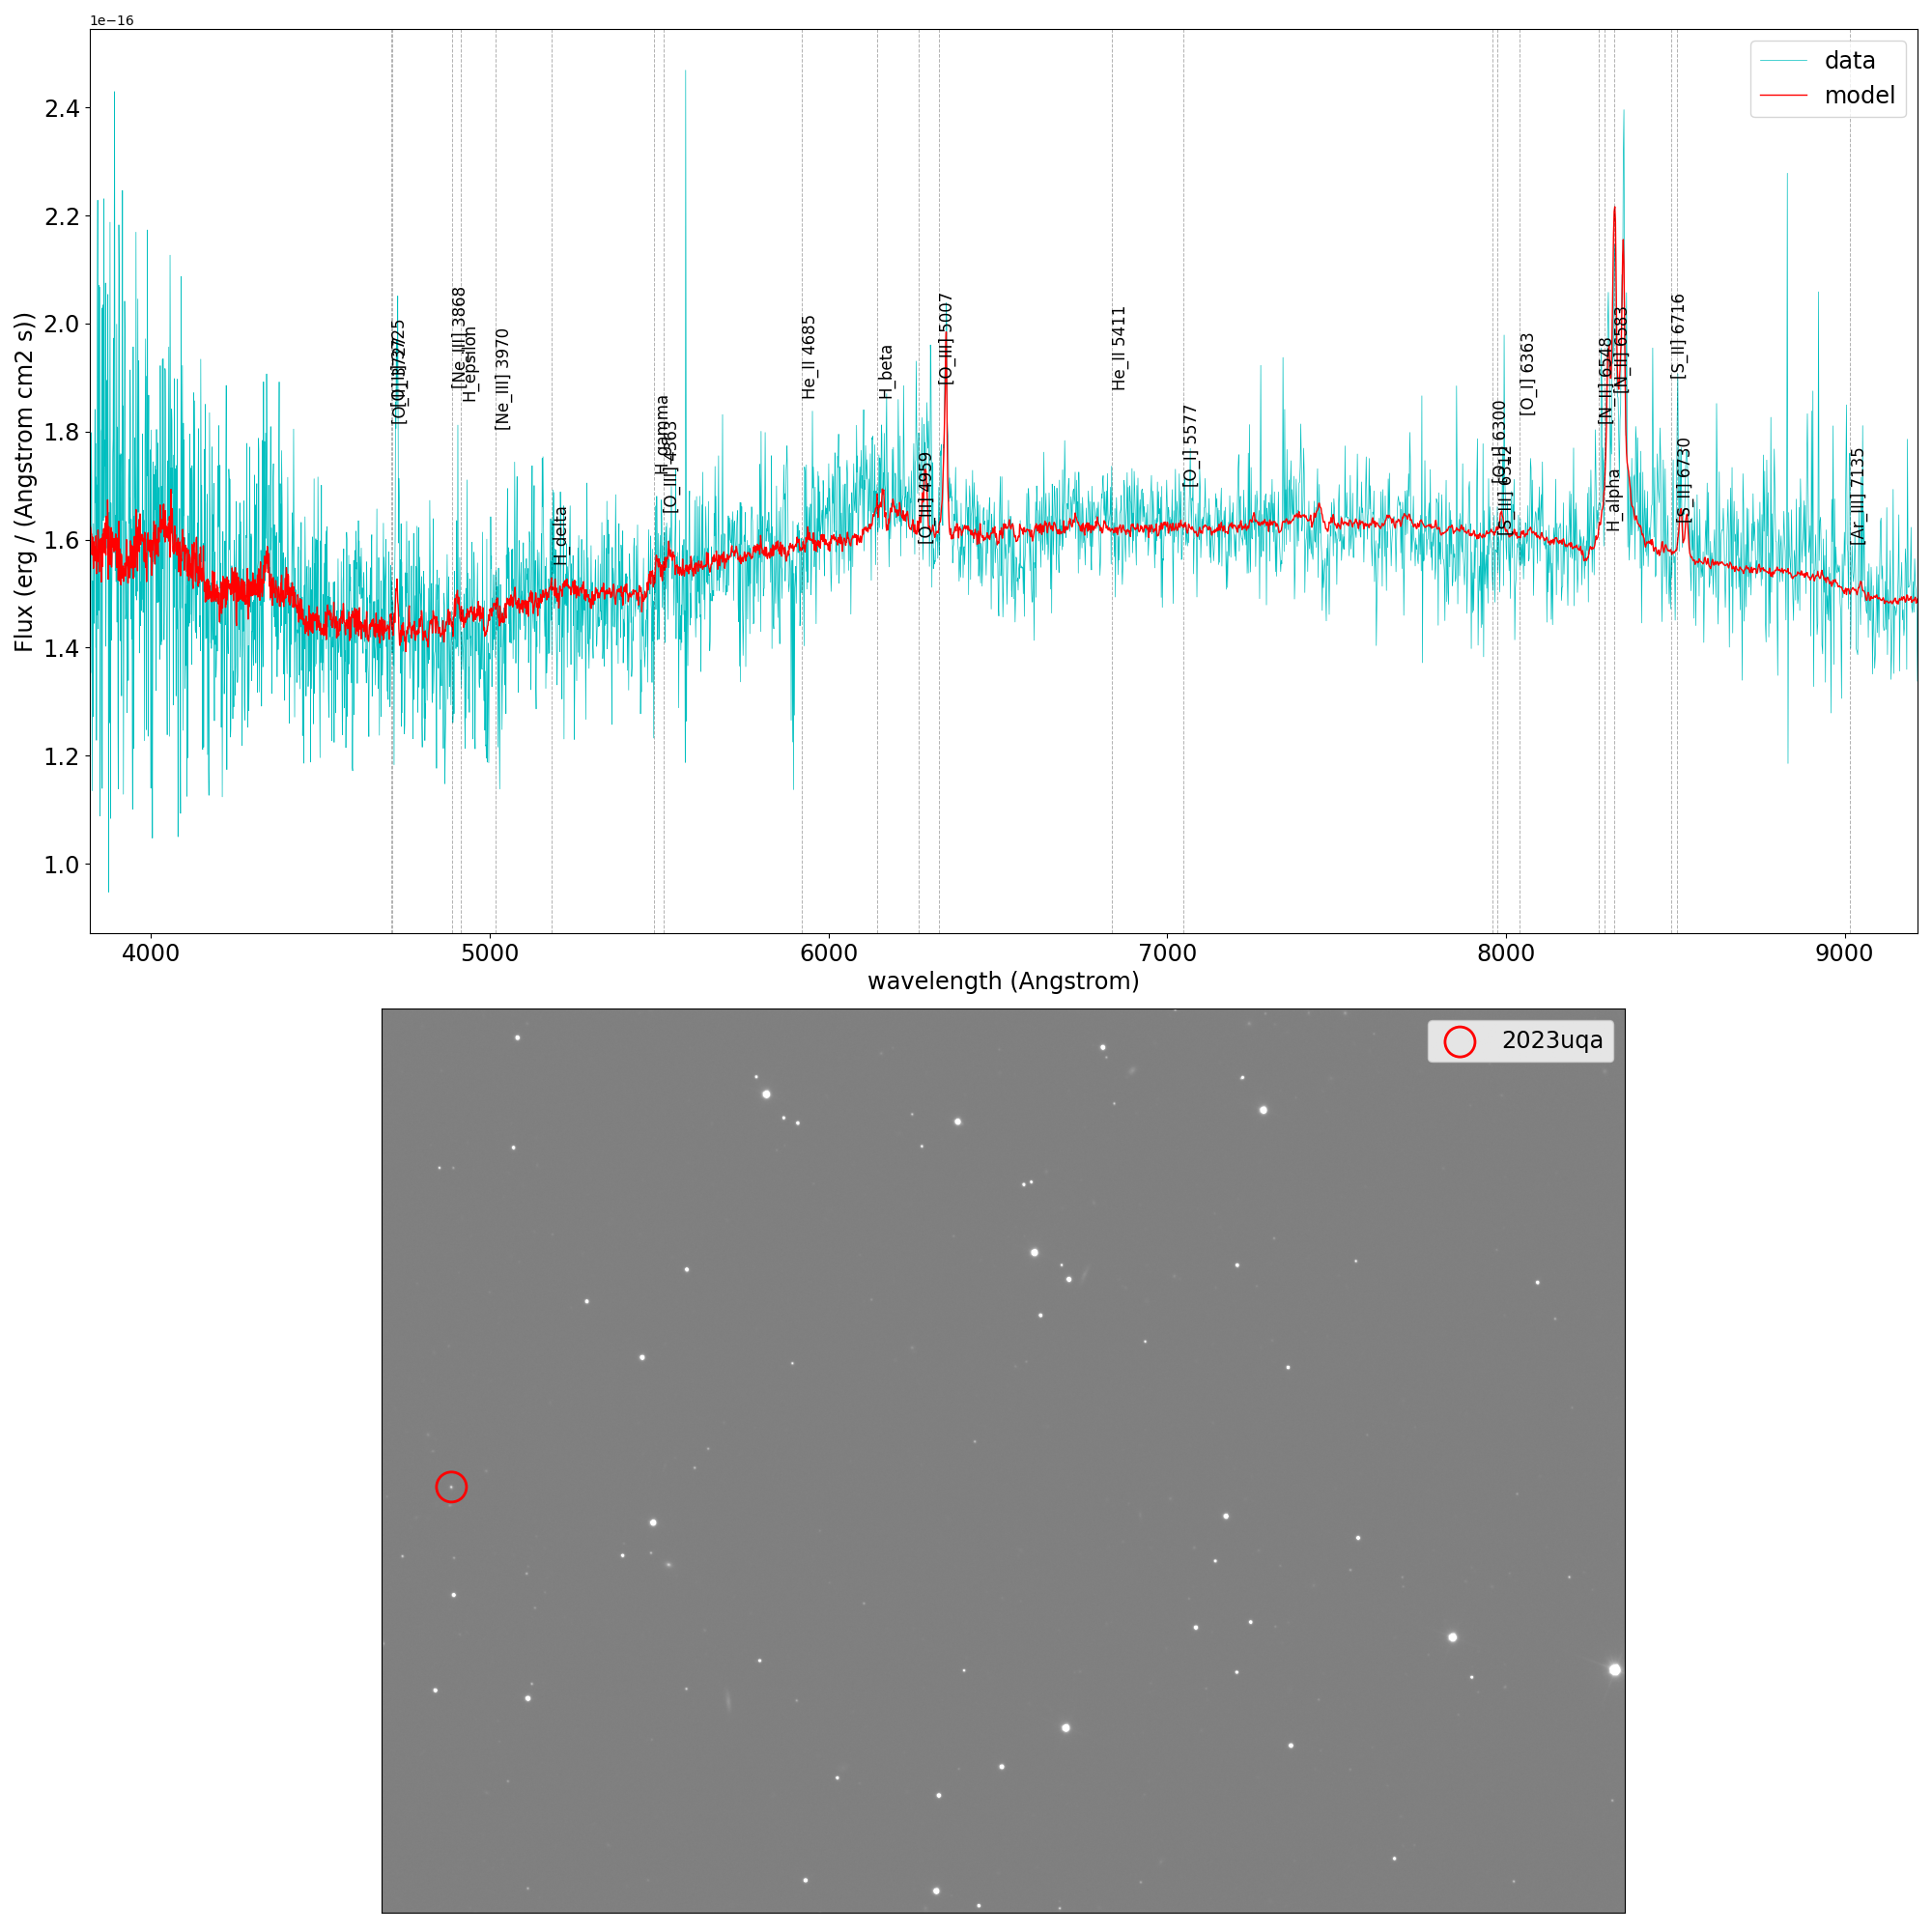 1e−16
data
model
2.4
2.2
2.0
1.8
1.6
1.4
1.2
1.0
Flux (erg / (Angstrom cm2 s))
[Ne_III] 3868
H_epsilon
[Ne_III] 3970
H_delta
H_gamma
[O_III] 4363
He_II 4685
H_beta
[O_III] 4959
[O_III] 5007
He_II 5411
[O_I] 5577
[O_I] 6300
[S_III] 6312
[O_I] 6363
[N_II] 6548
H_alpha
[N_II] 6583
[S_II] 6716
[S_II] 6730
[Ar_III] 7135
4000 5000 6000 7000 8000 9000
wavelength (Angstrom)
2023uqa